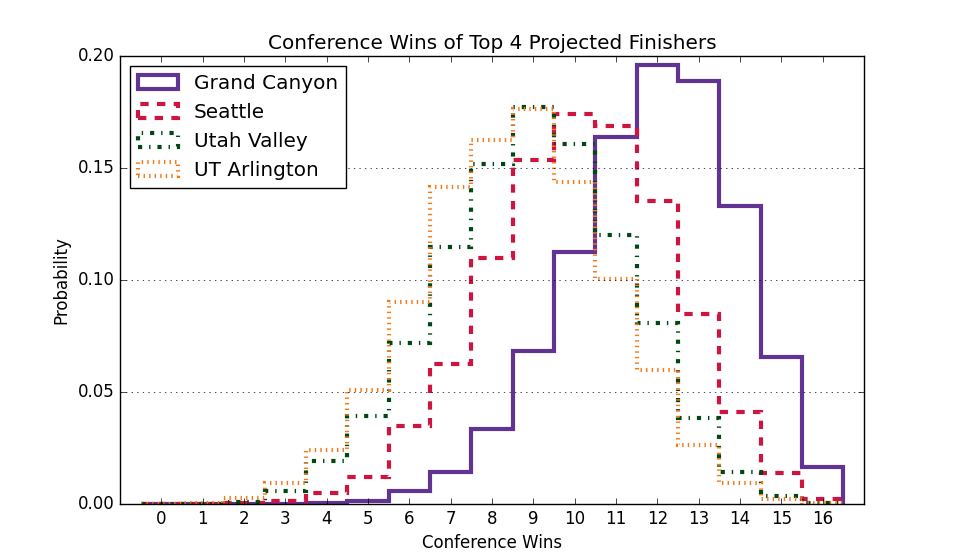 Conference Wins of Top 4 Projected Finishers
Grand Canyon
Seattle
Utah Valley
UT Arlington
Probability
0.20
0.15
0.10
0.05
0.00
0 1 2 3 4 5 6 7 8 9 10 11 12 13 14 15 16
Conference Wins